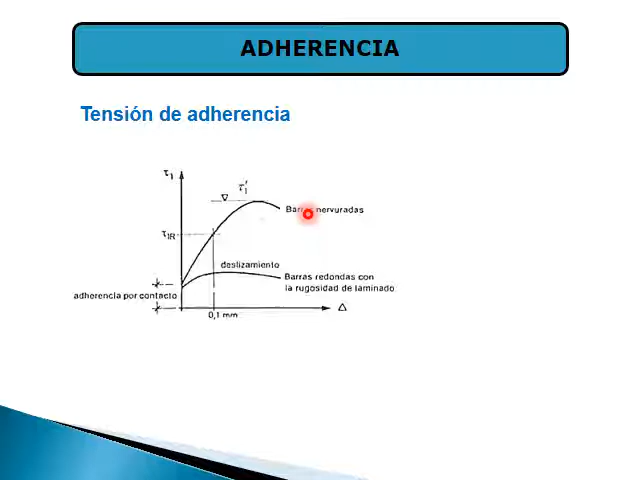 ADHERENCIA
Tensión de adherencia
τ₁
τ₁'
Barras nervuradas
τ₁R
deslizamiento
Barras redondas con
la rugosidad de laminado
adherencia por contacto
0,1 mm
Δ